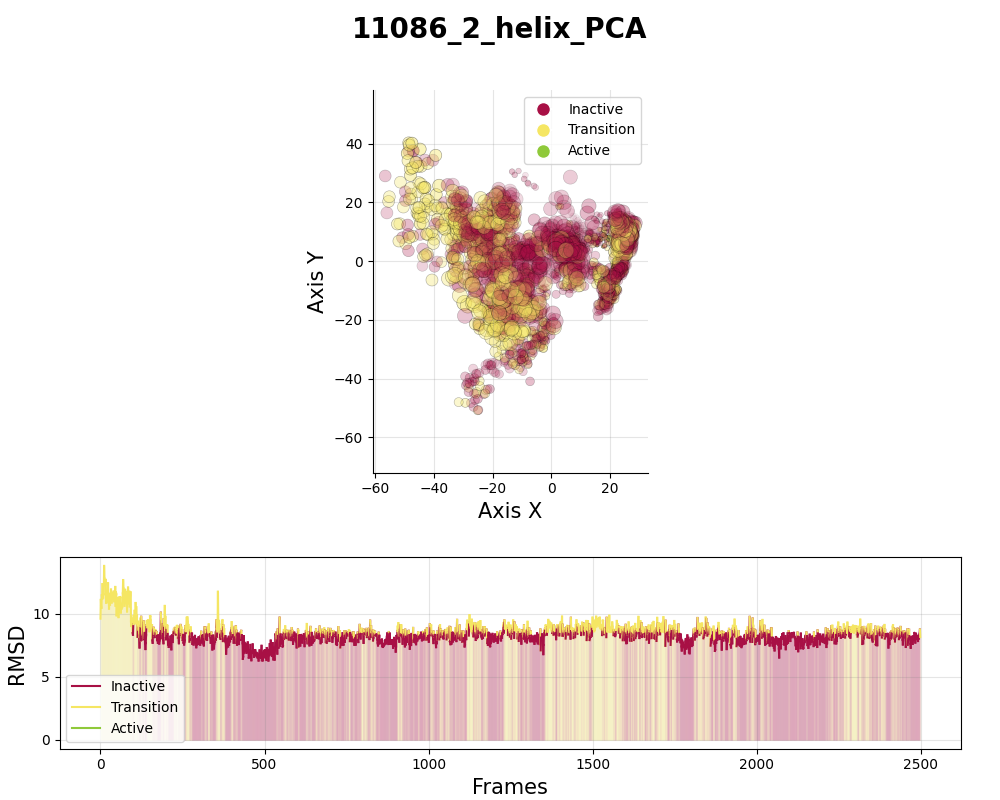 11086_2_helix_PCA
Inactive
Transition
Active
40
20
0
−20
−40
−60
Axis Y
−60 −40 −20 0 20
Axis X
10
5
0
RMSD
Inactive
Transition
Active
0 500 1000 1500 2000 2500
Frames